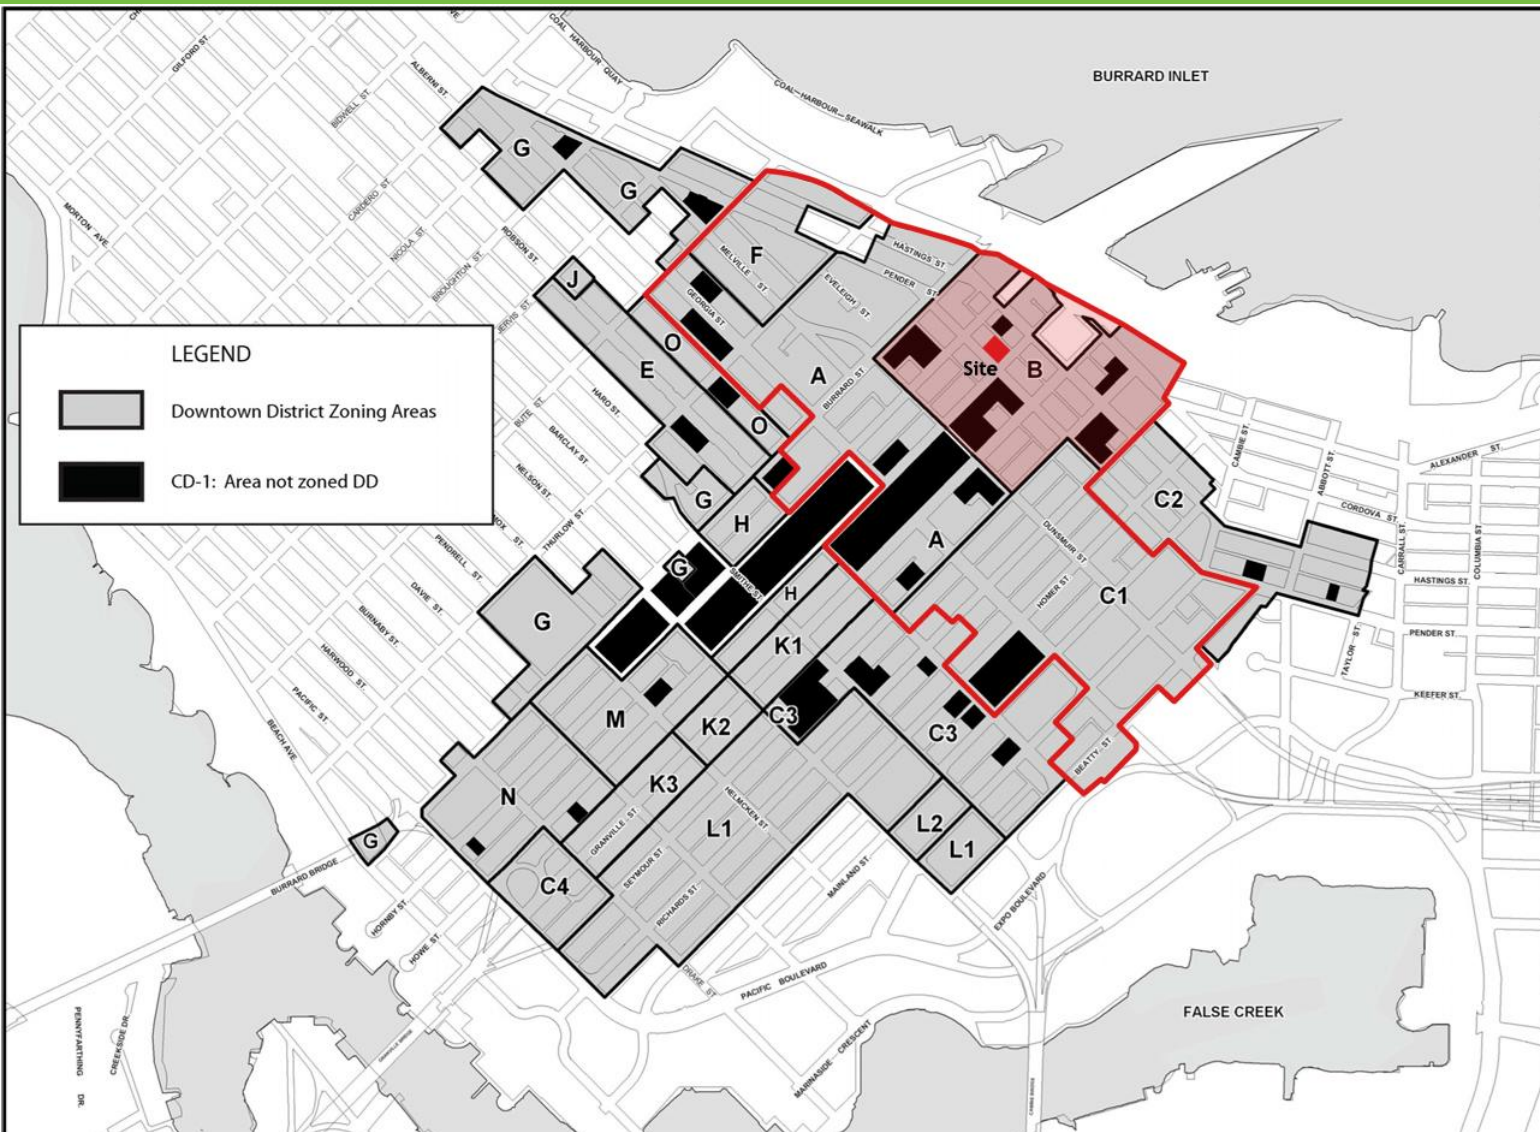 GILFORD ST.
COAL HARBOUR QUAY
BURRARD INLET
ALBERNI ST.
COAL HARBOUR SEAWALK
BIDWELL ST.
G
G
CARDERO ST.
MORTON AVE.
NICOLA ST.
ROBSON ST.
BROUGHTON ST.
F
HASTINGS ST.
MELVILLE ST.
PENDER ST.
EVELEIGH ST.
J
GEORGIA ST.
JERVIS ST.
LEGEND
Downtown District Zoning Areas
CD-1: Area not zoned DD
O
E
A
BURRARD ST
Site
B
HARO ST.
BUTE ST.
BARCLAY ST.
O
NELSON ST.
CAMBIE ST.
ABBOTT ST.
ALEXANDER ST.
G
H
C2
CORDOVA ST.
THURLOW ST.
PENDRELL ST.
DUNSMUIR ST.
A
CARRALL ST.
COLUMBIA ST.
G
SMITHE ST.
HASTINGS ST.
DAVIE ST.
H
HOMER ST.
C1
BURNABY ST.
G
HARWOOD ST.
K1
PENDER ST.
TAYLOR ST.
PACIFIC ST.
KEEFER ST.
M
K2
C3
C3
BEACH AVE.
BEATTY ST
N
K3
HELMCKEN ST
GRANVILLE ST
L1
L2
G
L1
SEYMOUR ST
BURRARD BRIDGE
C4
MAINLAND ST.
RICHARDS ST.
EXPO BOULEVARD
HORNBY ST.
HOWE ST.
DRAKE ST.
PACIFIC BOULEVARD
FALSE CREEK
PENNYFARTHING DR.
CREEKSIDE DR.
GRANVILLE BRIDGE
MARINASIDE CRESCENT